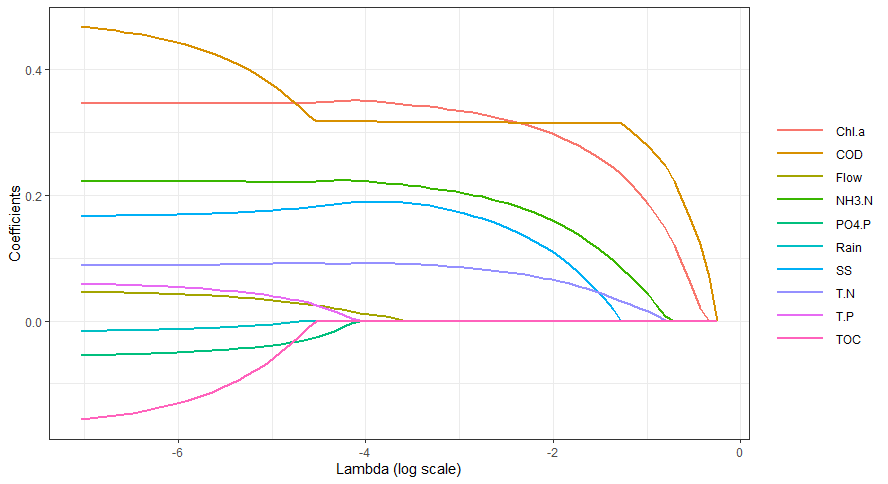 0.4
0.2
0.0
Coefficients
-6
-4
-2
0
Lambda (log scale)
Chl.a
COD
Flow
NH3.N
PO4.P
Rain
SS
T.N
T.P
TOC